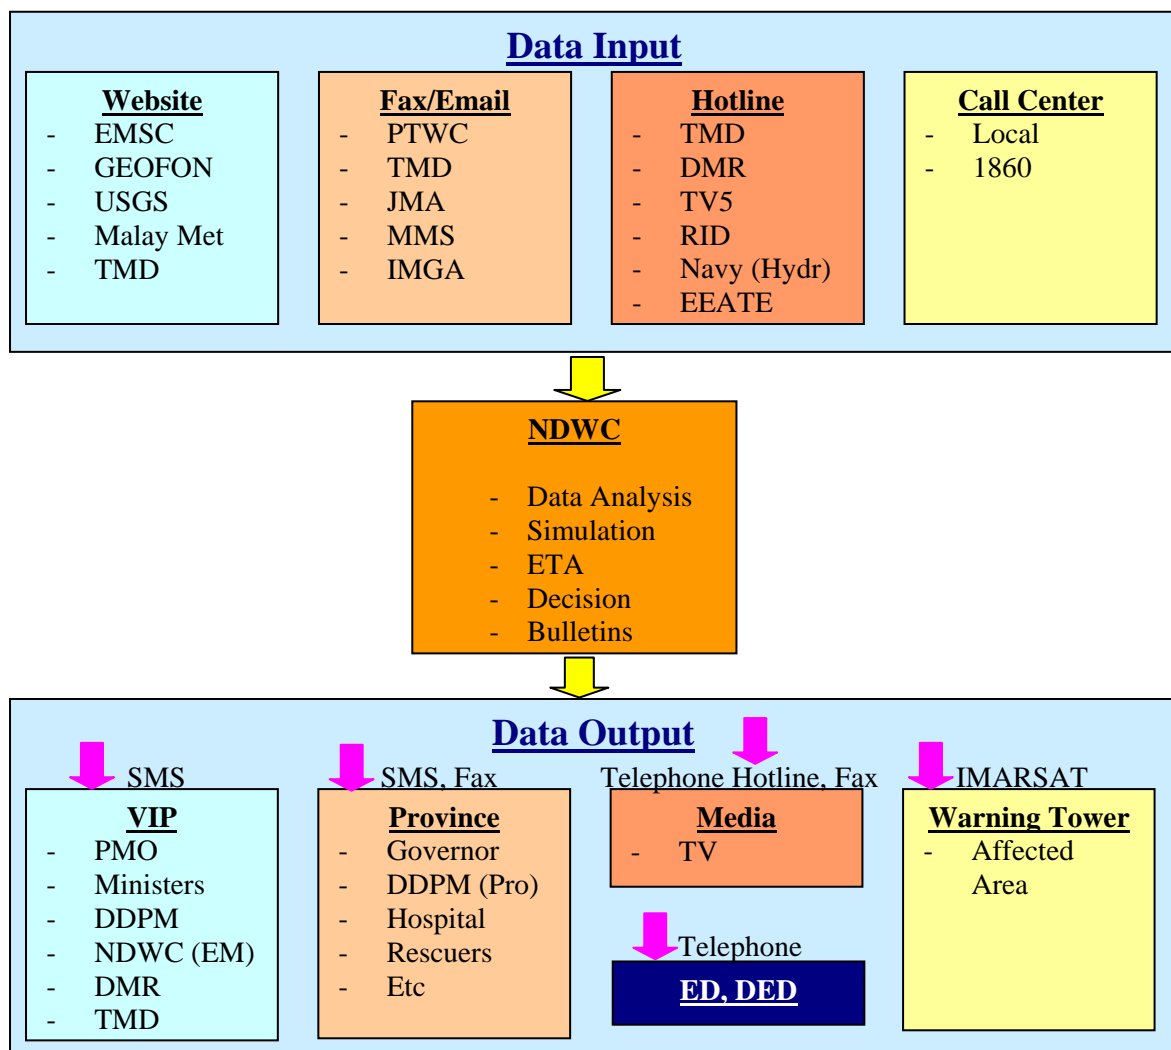 Data Input
Website
- EMSC
- GEOFON
- USGS
- Malay Met
- TMD
Fax/Email
- PTWC
- TMD
- JMA
- MMS
- IMGA
Hotline
- TMD
- DMR
- TV5
- RID
- Navy (Hydr)
- EEATE
Call Center
- Local
- 1860
NDWC
- Data Analysis
- Simulation
- ETA
- Decision
- Bulletins
Data Output
SMS
VIP
- PMO
- Ministers
- DDPM
- NDWC (EM)
- DMR
- TMD
SMS, Fax
Province
- Governor
- DDPM (Pro)
- Hospital
- Rescuers
- Etc
Telephone Hotline, Fax
Media
- TV
Telephone
ED, DED
IMARSAT
Warning Tower
- Affected
Area